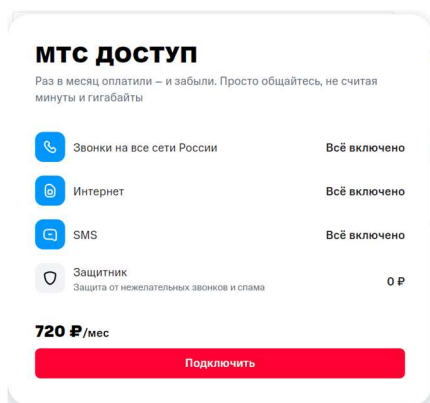 МТС ДОСТУП
Раз в месяц оплатили – и забыли. Просто общайтесь, не считая
минуты и гигабайты
Звонки на все сети России Всё включено
Интернет Всё включено
SMS Всё включено
Защитник
Защита от нежелательных звонков и спама 0 ₽
720 ₽/мес
Подключить